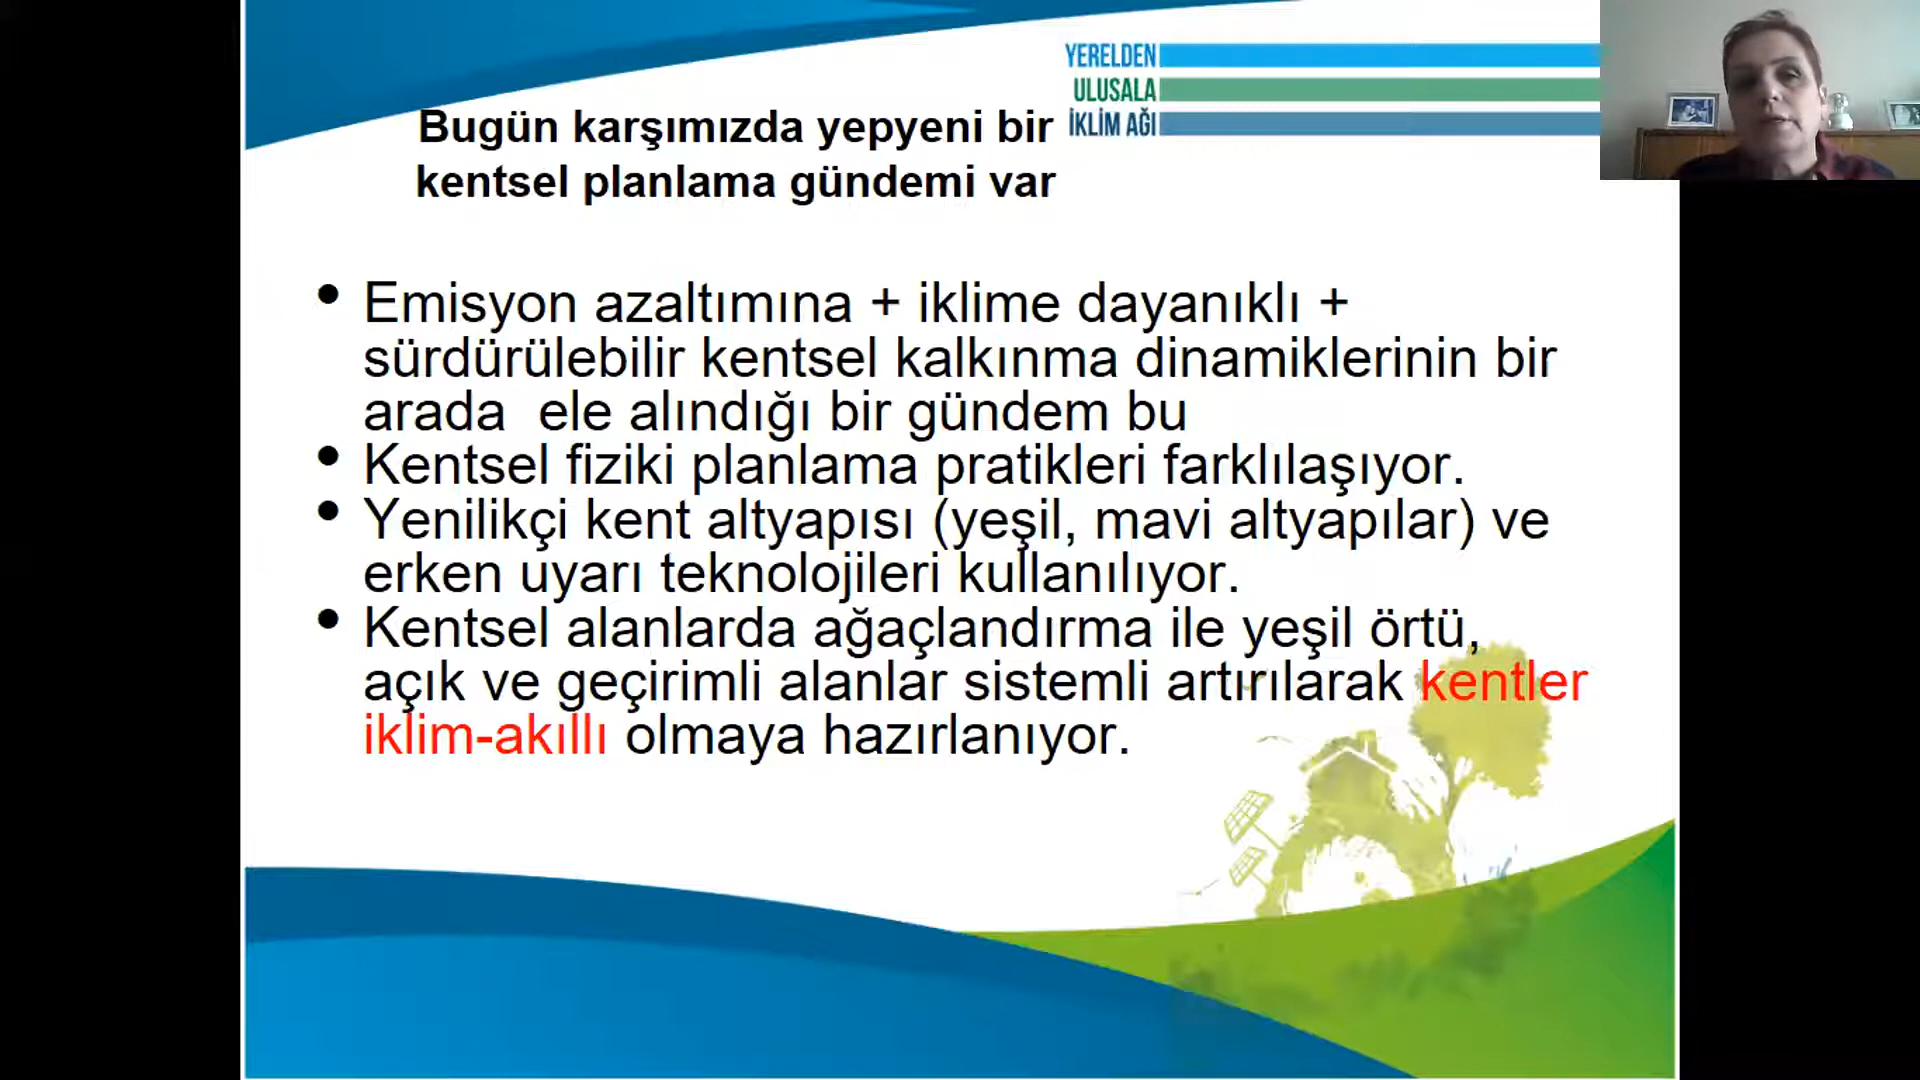 YERELDEN
ULUSALA
İKLİM AĞI
Bugün karşımızda yepyeni bir
kentsel planlama gündemi var
• Emisyon azaltımına + iklime dayanıklı +
sürdürülebilir kentsel kalkınma dinamiklerinin bir
arada ele alındığı bir gündem bu
• Kentsel fiziki planlama pratikleri farklılaşıyor.
• Yenilikçi kent altyapısı (yeşil, mavi altyapılar) ve
erken uyarı teknolojileri kullanılıyor.
• Kentsel alanlarda ağaçlandırma ile yeşil örtü,
açık ve geçirimli alanlar sistemli artırılarak kentler
iklim-akıllı olmaya hazırlanıyor.